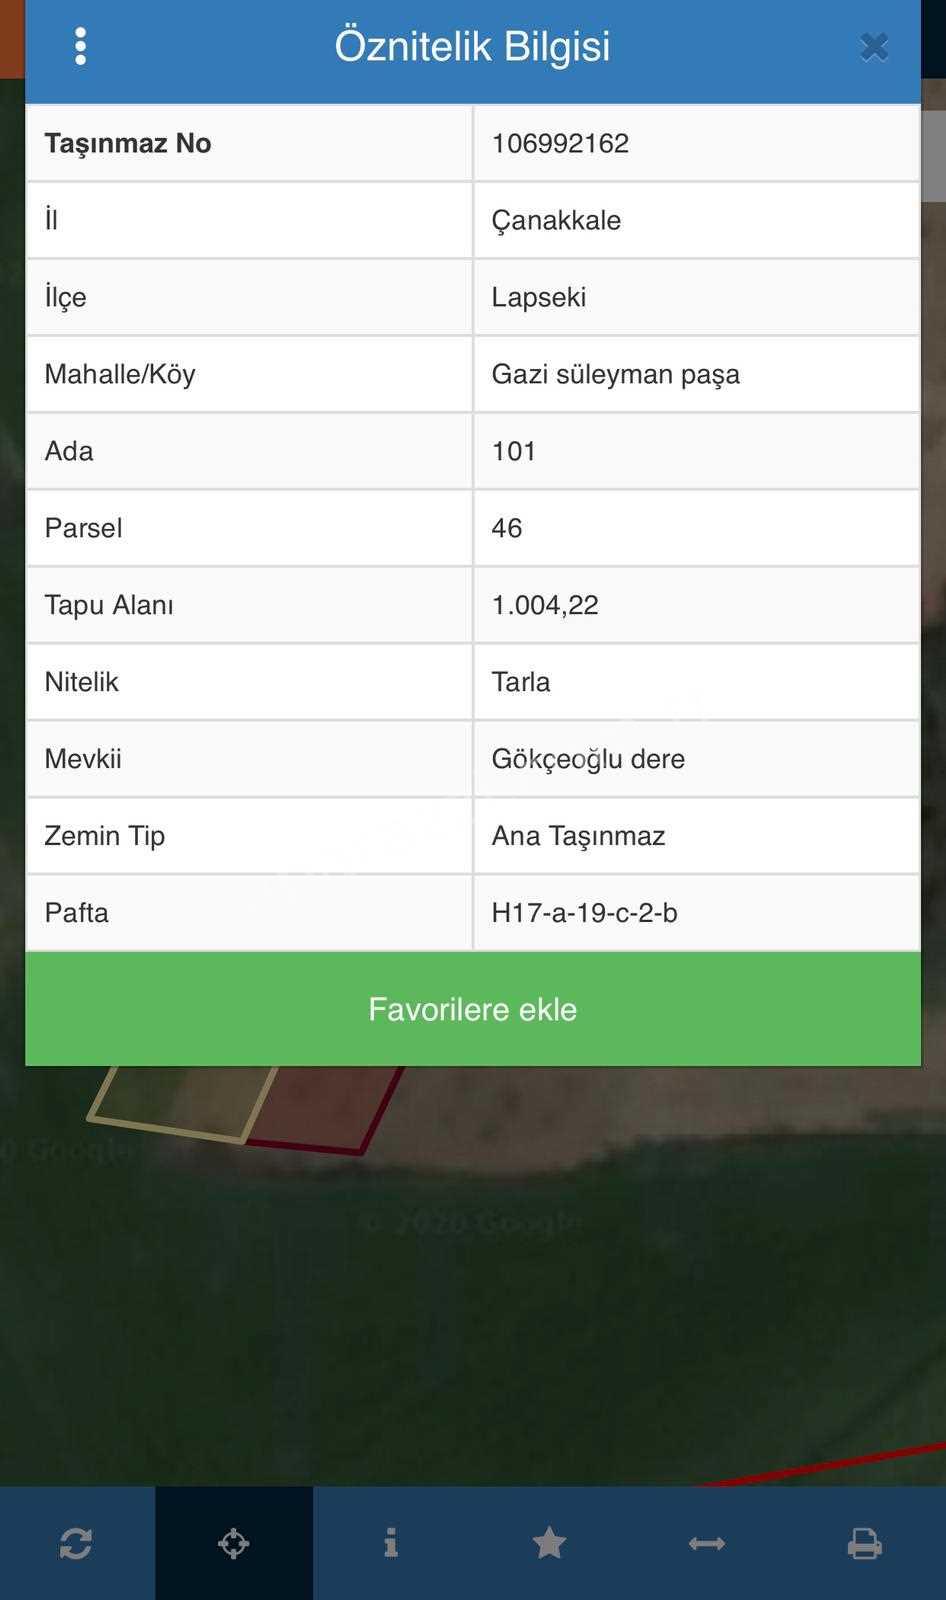 Öznitelik Bilgisi
Taşınmaz No 106992162
İl Çanakkale
İlçe Lapseki
Mahalle/Köy Gazi süleyman paşa
Ada 101
Parsel 46
Tapu Alanı 1.004,22
Nitelik Tarla
Mevkii Gökçeoğlu dere
Zemin Tip Ana Taşınmaz
Pafta H17-a-19-c-2-b
Favorilere ekle
0 Google
© 2020 Google